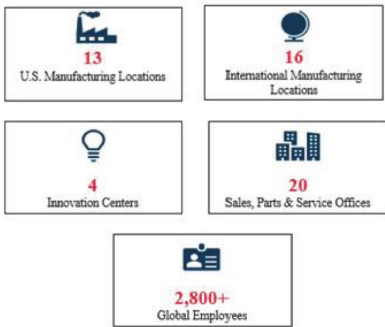 13
U.S. Manufacturing Locations
16
International Manufacturing
Locations
4
Innovation Centers
20
Sales, Parts & Service Offices
2,800+
Global Employees